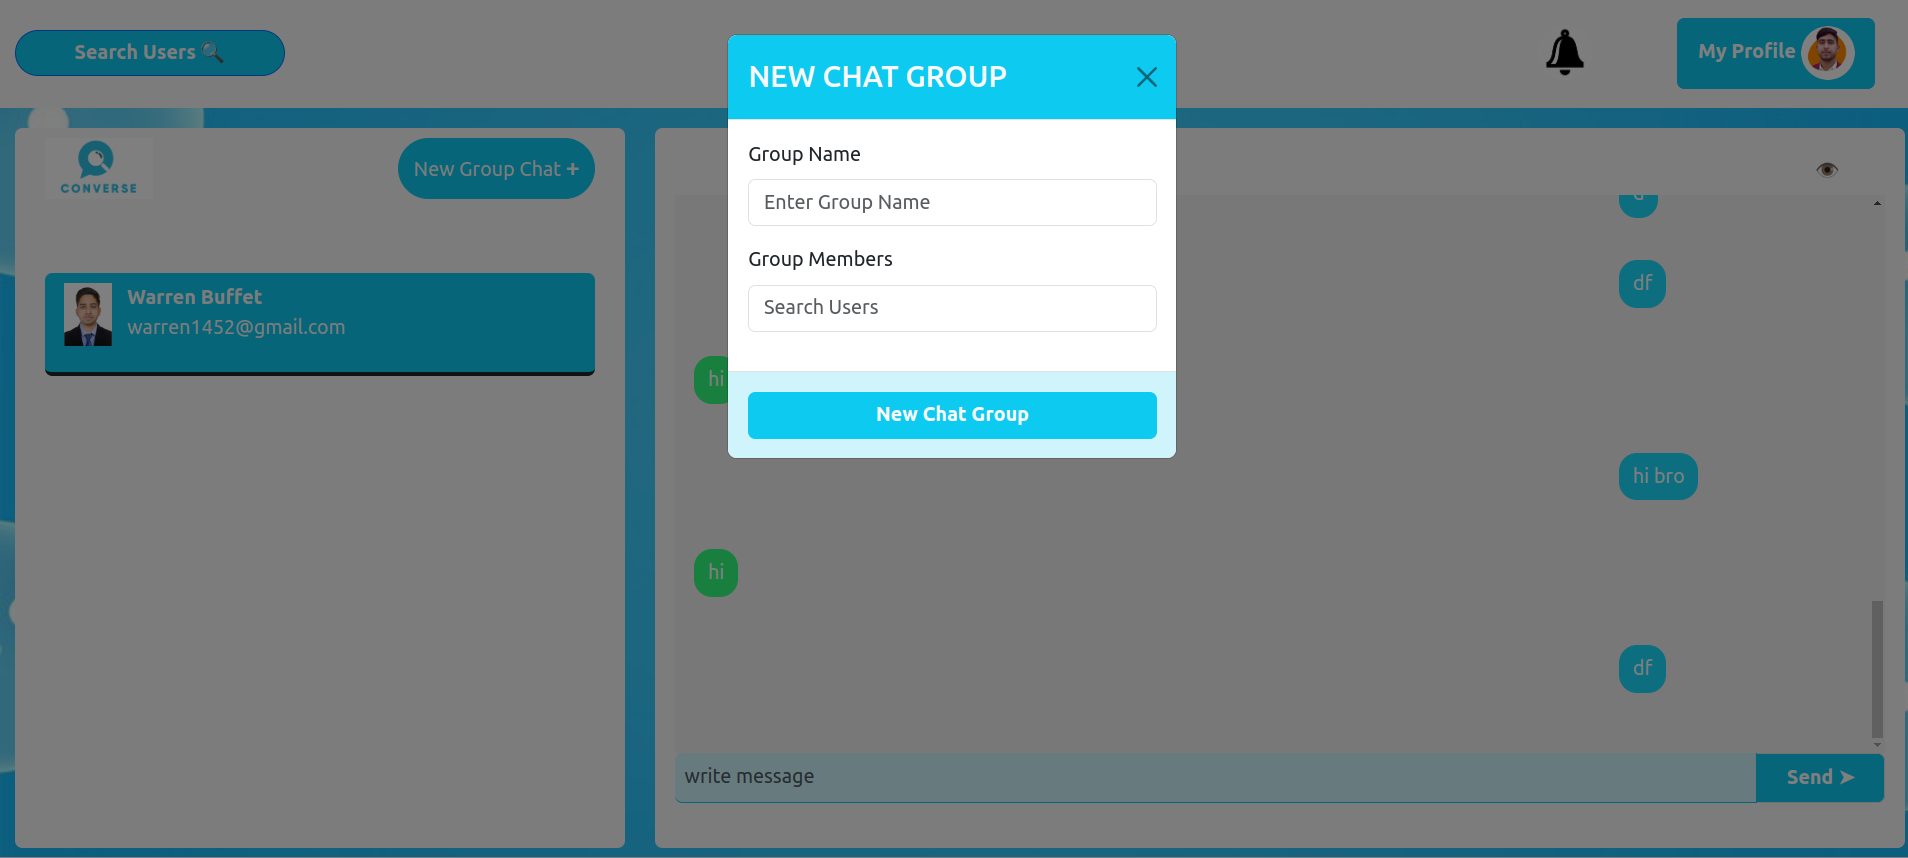 Search Users
My Profile
CONVERSE
New Group Chat +
Warren Buffet
warren1452@gmail.com
NEW CHAT GROUP
Group Name
Enter Group Name
Group Members
Search Users
New Chat Group
df
hi
hi bro
hi
df
write message
Send ➤